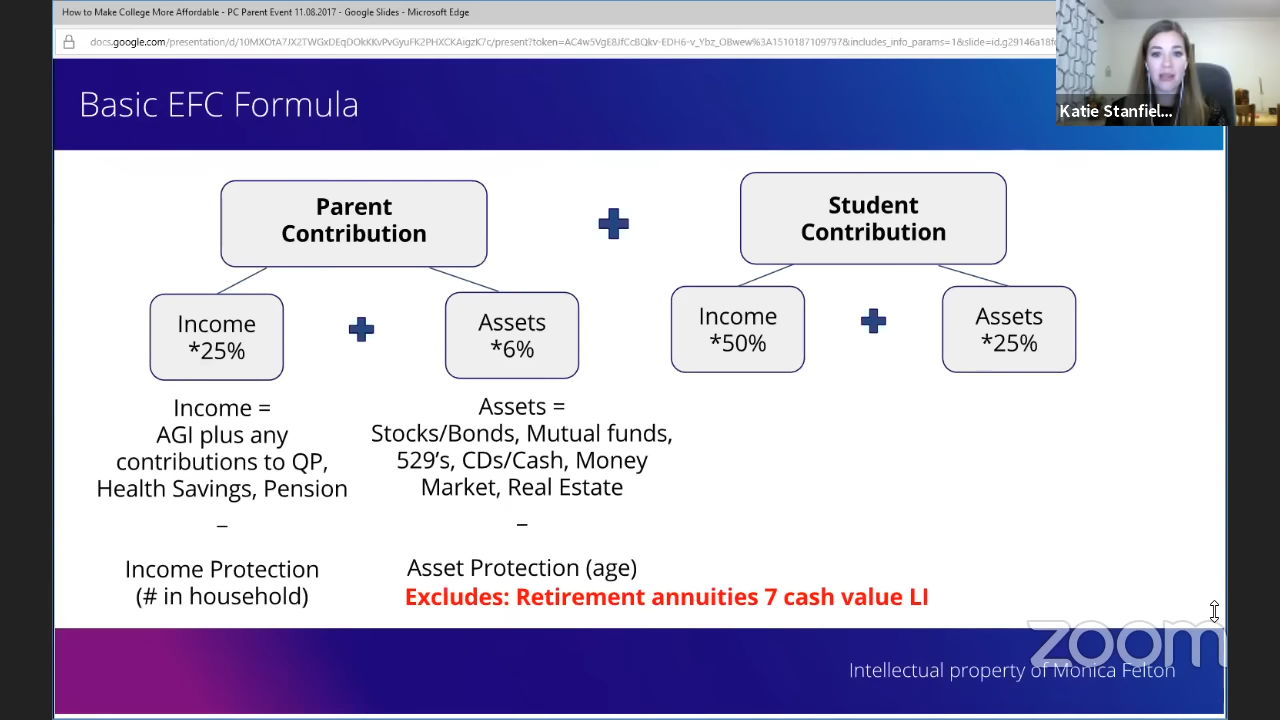 How to Make College More Affordable - PC Parent Event 11.08.2017 - Google Slides - Microsoft Edge
Katie Stanfiel...
Basic EFC Formula
Parent
Contribution
Student
Contribution
Income
*25%
Assets
*6%
Income
*50%
Assets
*25%
Income =
AGI plus any
contributions to QP,
Health Savings, Pension
–
Income Protection
(# in household)
Assets =
Stocks/Bonds, Mutual funds,
529’s, CDs/Cash, Money
Market, Real Estate
–
Asset Protection (age)
Excludes: Retirement annuities 7 cash value LI
zoom
Intellectual property of Monica Felton